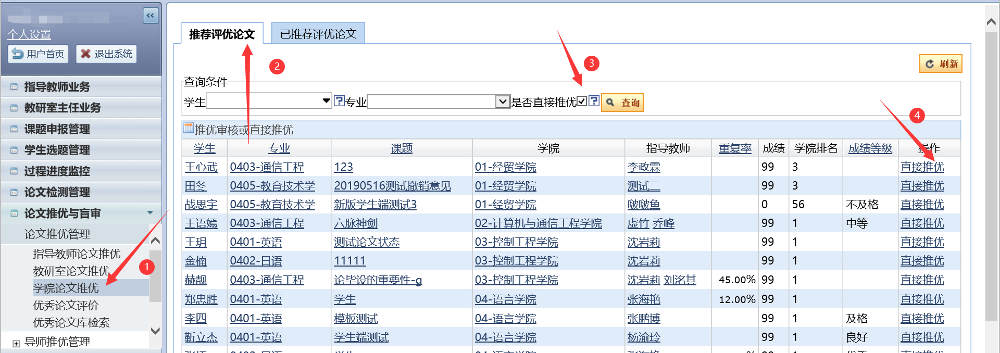 个人设置
用户首页 退出系统
指导教师业务
教研室主任业务
课题申报管理
学生选题管理
过程进度监控
论文检测管理
论文推优与盲审
论文推优管理
指导教师论文推优
教研室论文推优
学院论文推优
优秀论文评价
优秀论文库检索
导师推优管理
1
推荐评优论文 已推荐评优论文
2
3
刷新
查询条件
学生 专业 是否直接推优 查询
4
推优审核或直接推优
学生 专业 课题 学院 指导教师 重复率 成绩 学院排名 成绩等级 操作
王心武 0403-通信工程 123 01-经贸学院 李政霖 99 3 直接推优
田冬 0405-教育技术学 20190516测试撤销意见 01-经贸学院 测试二 99 3 直接推优
战思宇 0405-教育技术学 新版学生端测试3 01-经贸学院 啵啵鱼 0 56 不及格 直接推优
王语嫣 0403-通信工程 六脉神剑 02-计算机与通信工程学院 虚竹 乔峰 99 1 中等 直接推优
王玥 0401-英语 测试论文状态 03-控制工程学院 沈岩莉 99 1 直接推优
金楠 0402-日语 11111 03-控制工程学院 沈岩莉 99 1 直接推优
赫靓 0403-通信工程 论毕设的重要性-g 03-控制工程学院 沈岩莉 刘洺其 45.00% 99 1 直接推优
郑忠胜 0401-英语 学生 04-语言学院 张海艳 12.00% 99 1 直接推优
李四 0401-英语 模板测试 04-语言学院 张鹏博 99 1 及格 直接推优
靳立杰 0401-英语 学生端测试 04-语言学院 杨渝玲 99 1 良好 直接推优